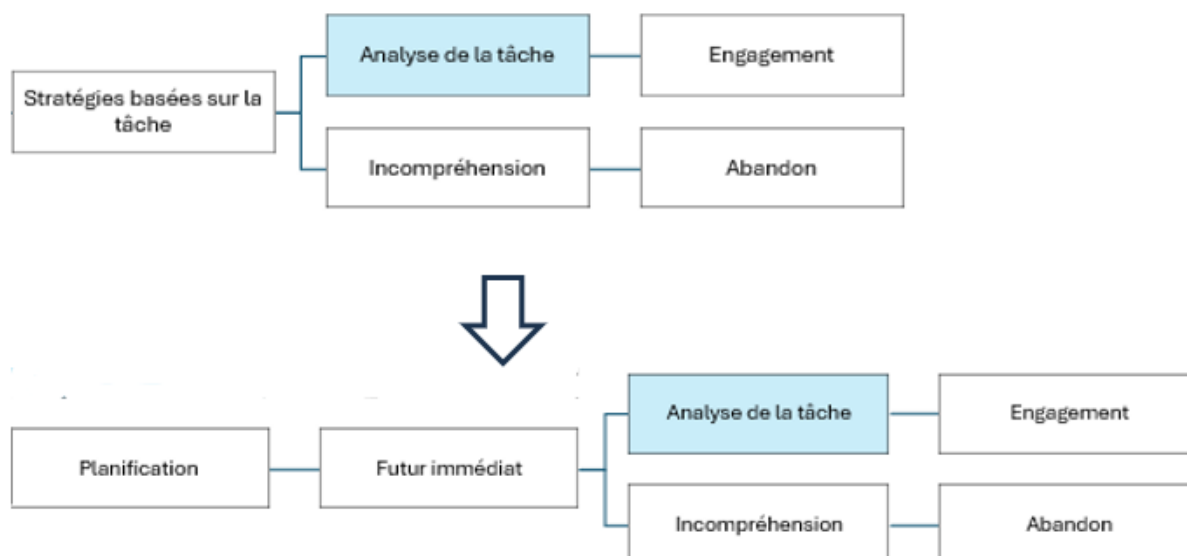 Analyse de la tâche
Engagement
Stratégies basées sur la
tâche
Incompréhension
Abandon
Analyse de la tâche
Engagement
Planification
Futur immédiat
Incompréhension
Abandon